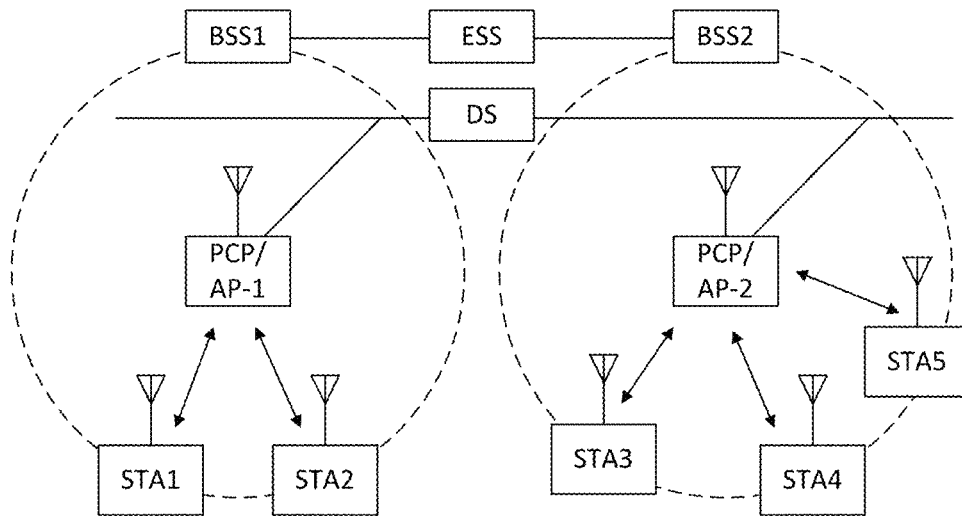 BSS1
ESS
BSS2
DS
PCP/
AP-1
PCP/
AP-2
STA5
STA1
STA2
STA3
STA4